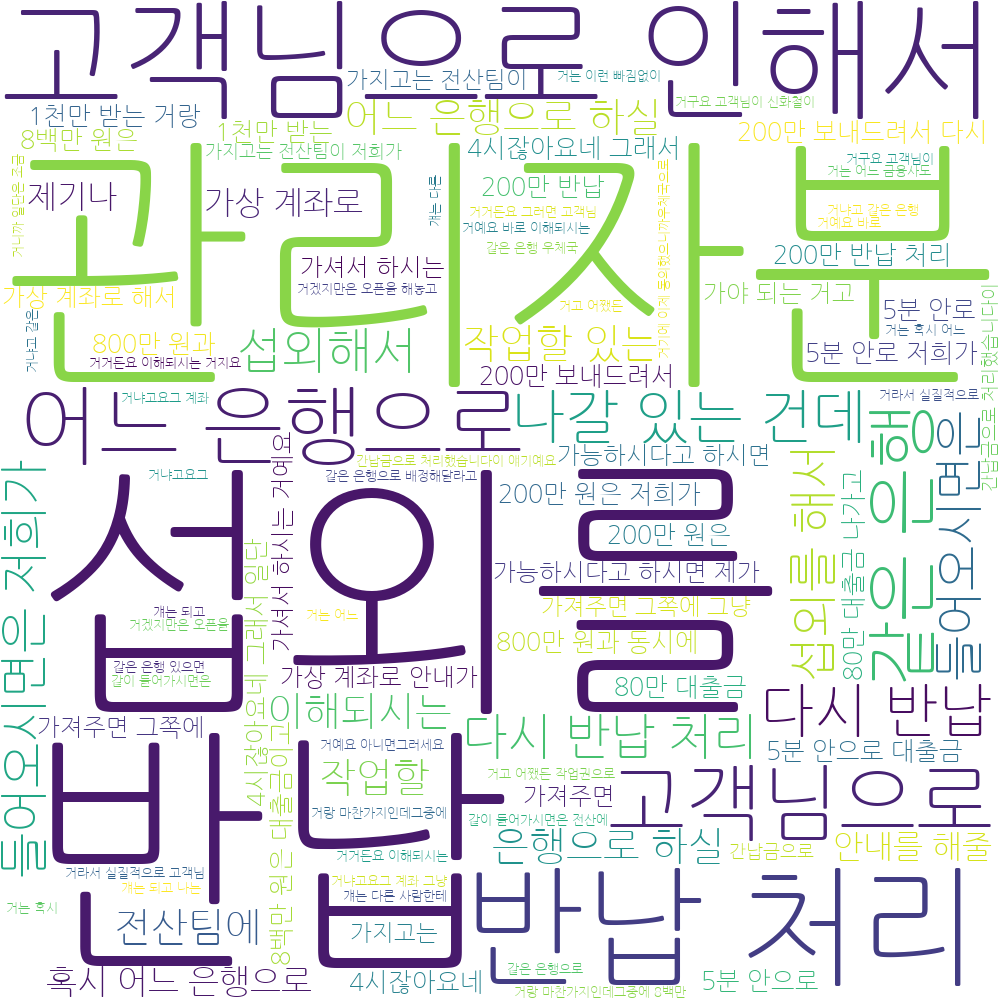 고객님으로 인해서
가지고는 전산팀이
거는 이런 빠짐없이
1천만 받는 거랑
어느 은행으로 하실
거구요 고객님이 신화철이
8백만 원은
1천만 받는
200만 보내드려서 다시
가지고는 전산팀이 저희가
4시잖아요네 그래서
관리자분
거구요 고객님이
거는 어느 금융사도
제기나
가상 계좌로
200만 반납
거거든요 그러면 고객님
거냐고 같은 은행
거예요 바로
거예요 바로 이해되시는
같은 은행 우체국
200만 반납 처리
가셔서 하시는
거겠지만은 오픈을 해놓고
가상 계좌로 해서
가야 되는 거고
거고 어쨌든
5분 안로
거는 혹시 어느
800만 원과
섭외해서
작업할 있는
5분 안로 저희가
거거든요 이해되시는 거지요
200만 보내드려서
개는 다른
거냐고 같은
거냐고요그 계좌
거라서 실질적으로
어느 은행으로
나갈 있는 건데
간납금으로 처리했습니다이
가능하시다고 하시면
간납금으로 처리했습니다이 얘기예요
거냐고요그
같은 은행으로 배정해달라고
200만 원은 저희가
섭외를
200만 원은
가능하시다고 하시면 제가
섭외를 해서
80만 대출금 나가고
같은 은행
들어오시면은
들어오시면은 저희가
가셔서 하시는 거예요
4시잖아요네 그래서 일단
걔는 되고
거겠지만은 오픈을
거는 어느
가져주면 그쪽에 그냥
800만 원과 동시에
같은 은행 있으면
같이 들어가시면은
가상 계좌로 안내가
80만 대출금
다시 반납
가져주면 그쪽에
이해되시는
다시 반납 처리
거예요 아니면그러세요
5분 안으로 대출금
반납
작업할
거고 어쨌든 작업권으로
고객님으로
가져주면
거랑 마찬가지인데그중에
같이 들어가시면은 전산에
은행으로 하실
간납금으로
안내를 해줄
거거든요 이해되시는
거라서 실질적으로 고객님
걔는 되고 나는
거냐고요그 계좌 그냥
걔는 다른 사람한테
반납 처리
8백만 원은 대출금이고
거는 혹시
전산팀에
가지고는
혹시 어느 은행으로
4시잖아요네
같은 은행으로
5분 안으로